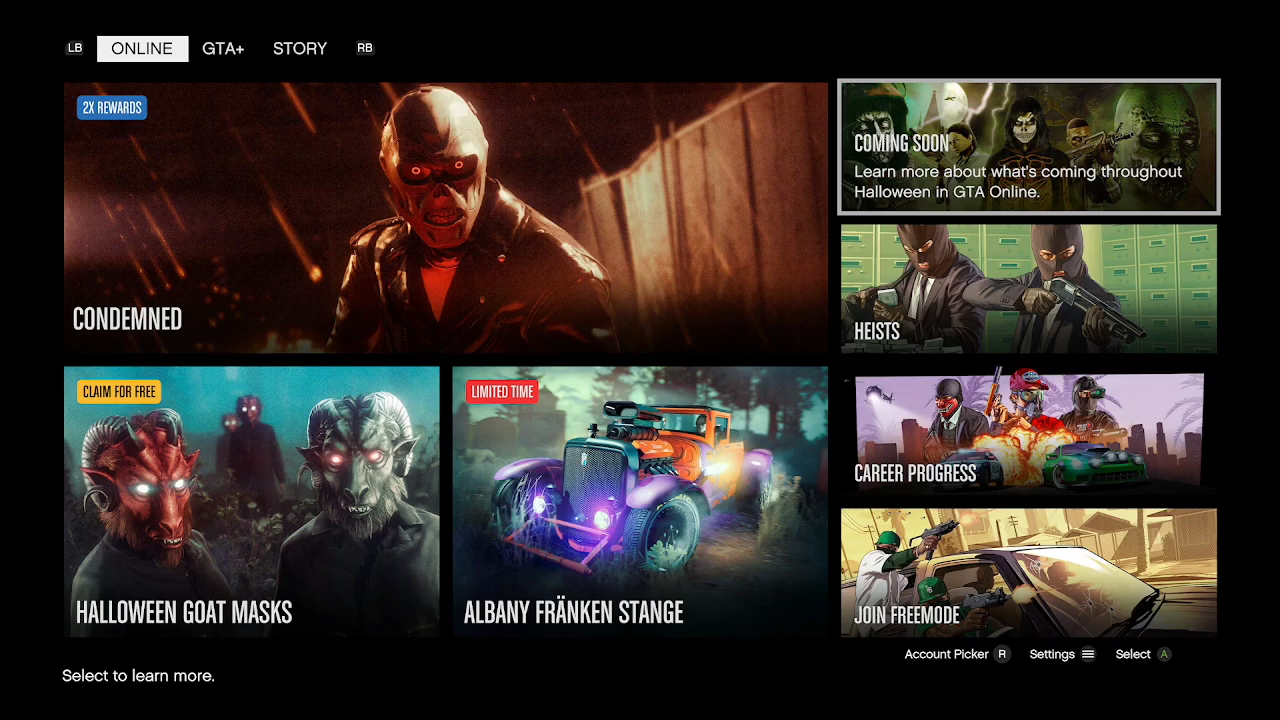 LB ONLINE GTA+ STORY RB
2X REWARDS
CONDEMNED
COMING SOON
Learn more about what's coming throughout
Halloween in GTA Online.
HEISTS
CLAIM FOR FREE
HALLOWEEN GOAT MASKS
LIMITED TIME
ALBANY FRÄNKEN STANGE
CAREER PROGRESS
JOIN FREEMODE
Account Picker R Settings Select A
Select to learn more.